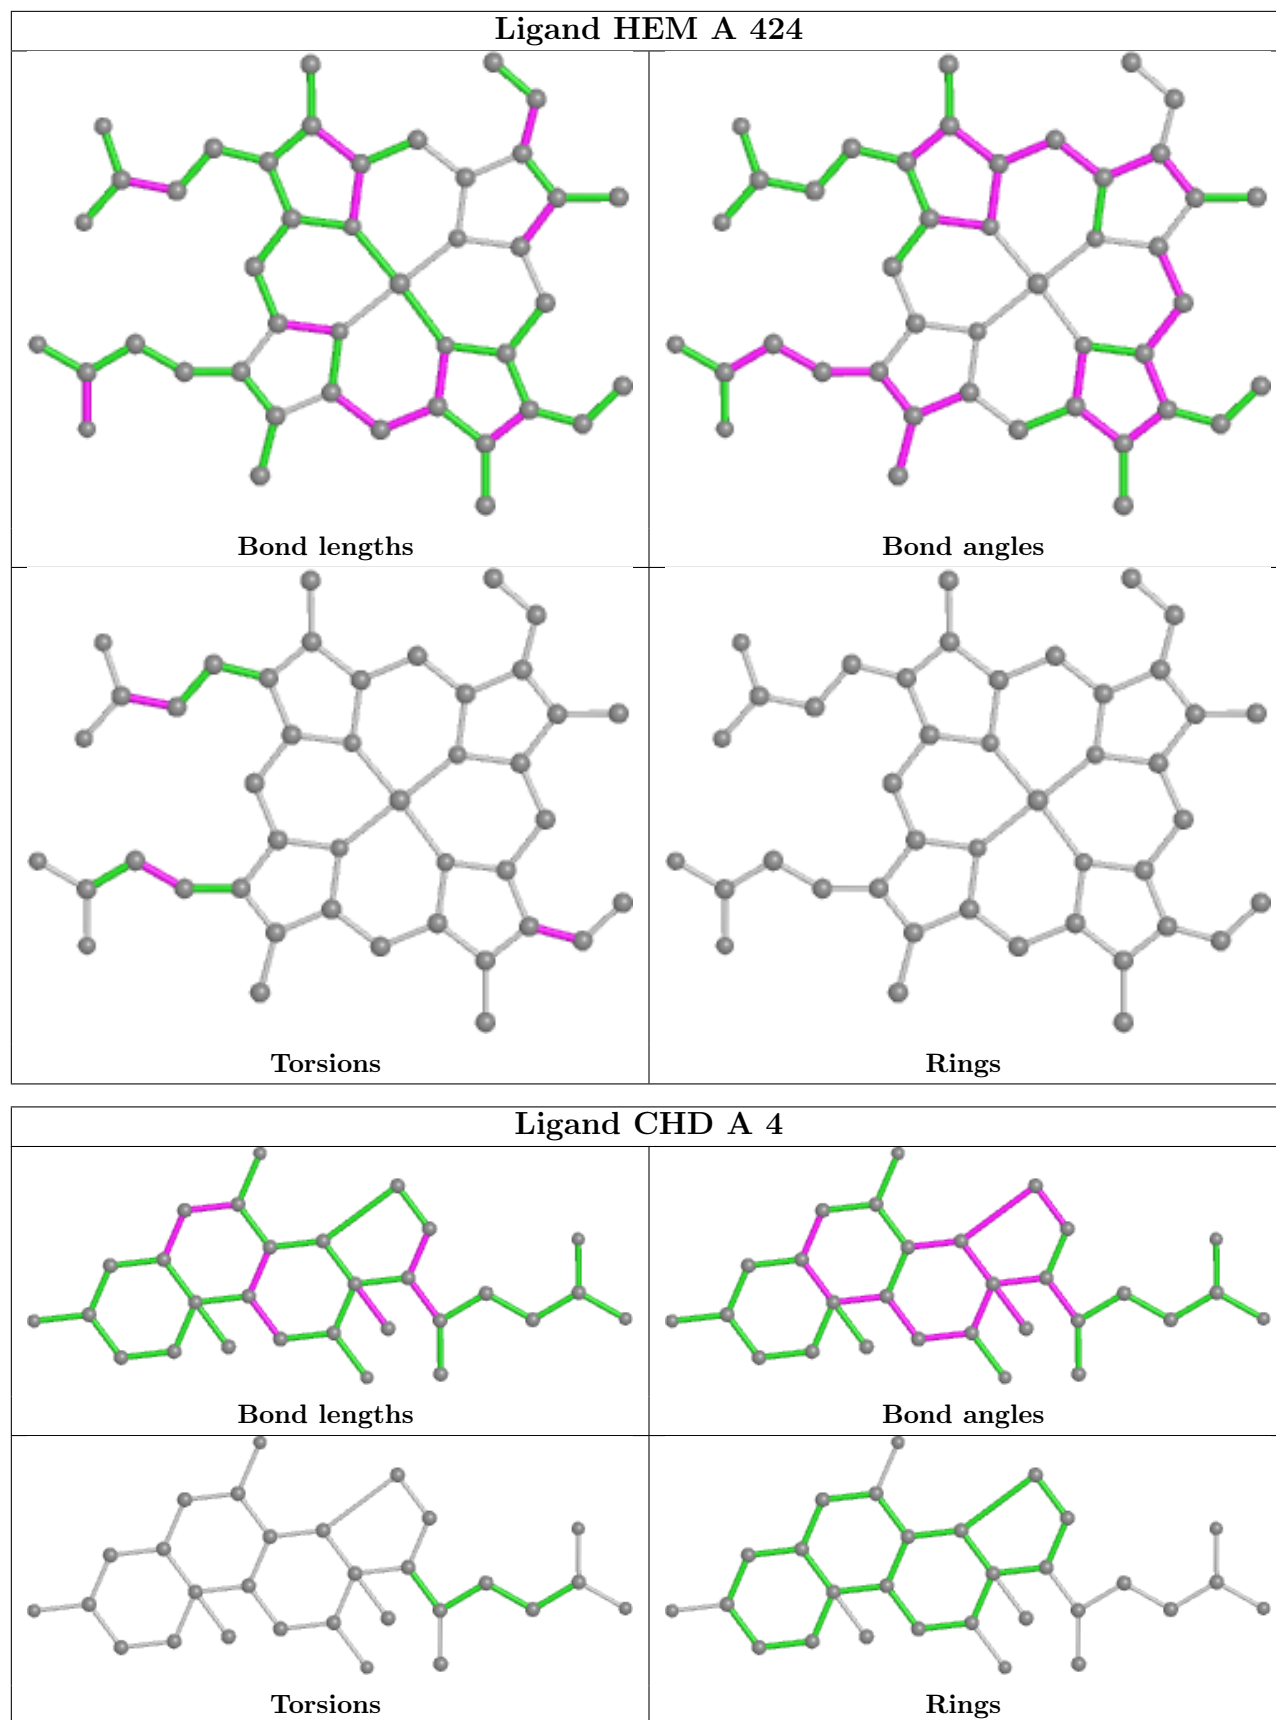 Ligand HEM A 424
Bond lengths
Bond angles
Torsions
Rings
Ligand CHD A 4
Bond lengths
Bond angles
Torsions
Rings